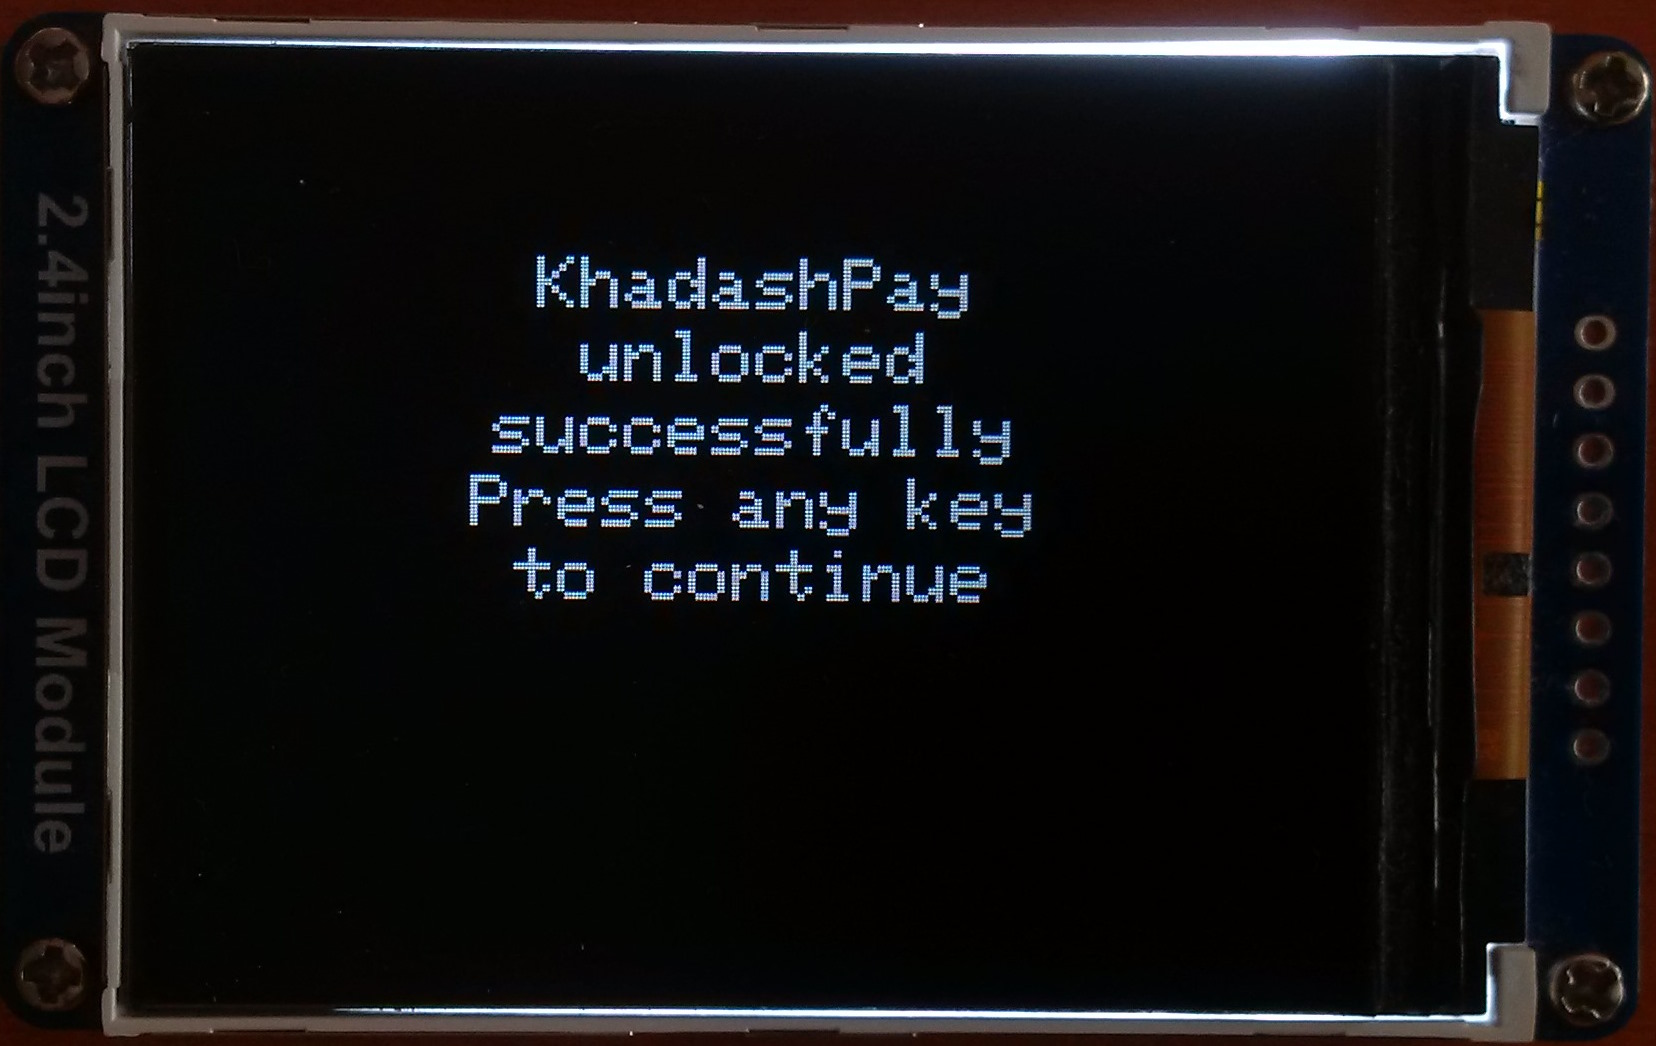 KhadashPay
unlocked
successfully
Press any key
to continue
2.4inch LCD Module